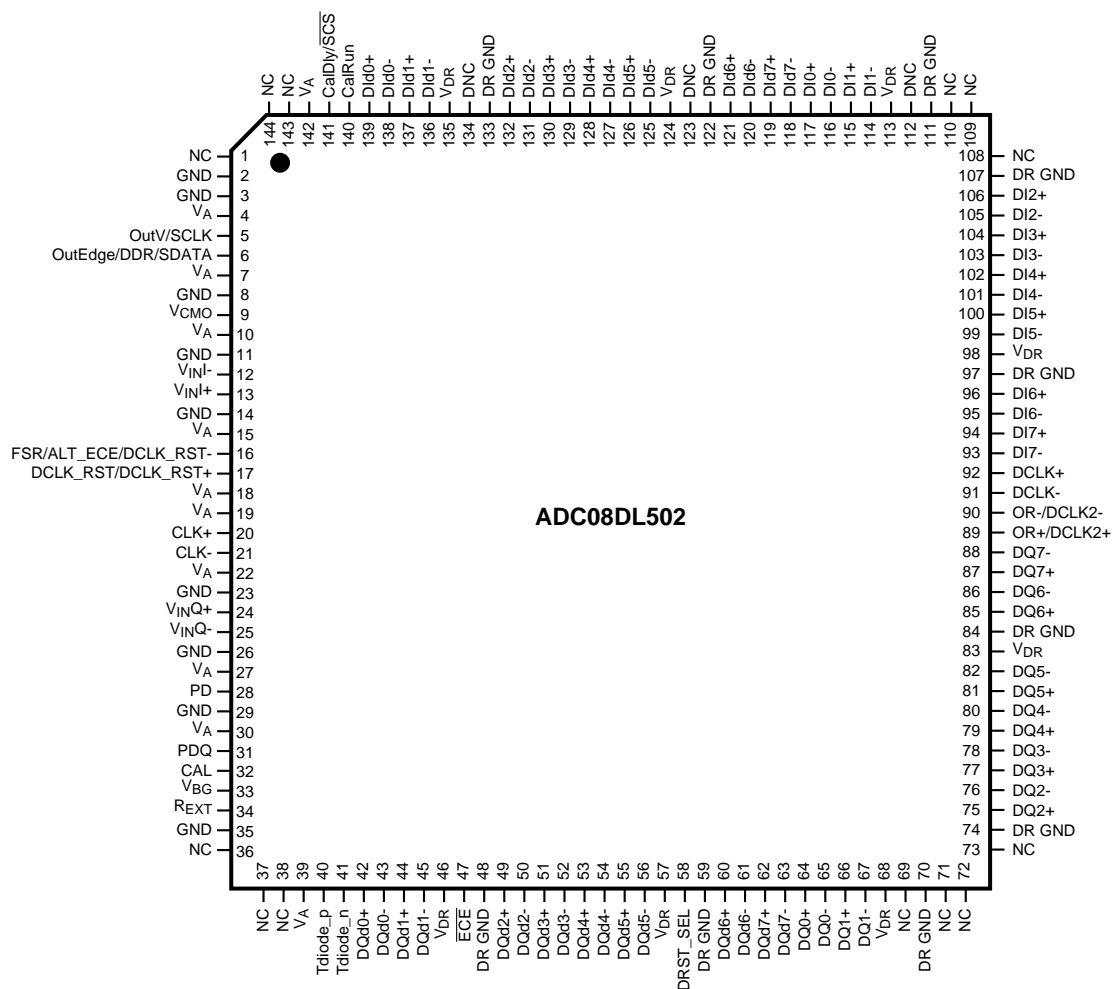 NC
NC
VA
CalDly/SCS
CalRun
DId0+
DId0-
DId1+
DId1-
VDR
DNC
DR GND
DId2+
DId2-
DId3+
DId3-
DId4+
DId4-
DId5+
DId5-
VDR
DNC
DR GND
DId6+
DId6-
DId7+
DId7-
DI0+
DI0-
DI1+
DI1-
VDR
DNC
DR GND
NC
NC
144
143
142
141
140
139
138
137
136
135
134
133
132
131
130
129
128
127
126
125
124
123
122
121
120
119
118
117
116
115
114
113
112
111
110
109
NC 1
GND 2
GND 3
VA 4
OutV/SCLK 5
OutEdge/DDR/SDATA 6
VA 7
GND 8
VCMO 9
VA 10
GND 11
VINI- 12
VINI+ 13
GND 14
VA 15
FSR/ALT_ECE/DCLK_RST- 16
DCLK_RST/DCLK_RST+ 17
VA 18
VA 19
CLK+ 20
CLK- 21
VA 22
GND 23
VINQ+ 24
VINQ- 25
GND 26
VA 27
PD 28
GND 29
VA 30
PDQ 31
CAL 32
VBG 33
REXT 34
GND 35
NC 36
ADC08DL502
108 NC
107 DR GND
106 DI2+
105 DI2-
104 DI3+
103 DI3-
102 DI4+
101 DI4-
100 DI5+
99 DI5-
98 VDR
97 DR GND
96 DI6+
95 DI6-
94 DI7+
93 DI7-
92 DCLK+
91 DCLK-
90 OR-/DCLK2-
89 OR+/DCLK2+
88 DQ7-
87 DQ7+
86 DQ6-
85 DQ6+
84 DR GND
83 VDR
82 DQ5-
81 DQ5+
80 DQ4-
79 DQ4+
78 DQ3-
77 DQ3+
76 DQ2-
75 DQ2+
74 DR GND
73 NC
37
38
39
40
41
42
43
44
45
46
47
48
49
50
51
52
53
54
55
56
57
58
59
60
61
62
63
64
65
66
67
68
69
70
71
72
NC
NC
VA
Tdiode_p
Tdiode_n
DQd0+
DQd0-
DQd1+
DQd1-
VDR
ECE
DR GND
DQd2+
DQd2-
DQd3+
DQd3-
DQd4+
DQd4-
DQd5+
DQd5-
VDR
DRST_SEL
DR GND
DQd6+
DQd6-
DQd7+
DQd7-
DQ0+
DQ0-
DQ1+
DQ1-
VDR
NC
DR GND
NC
NC